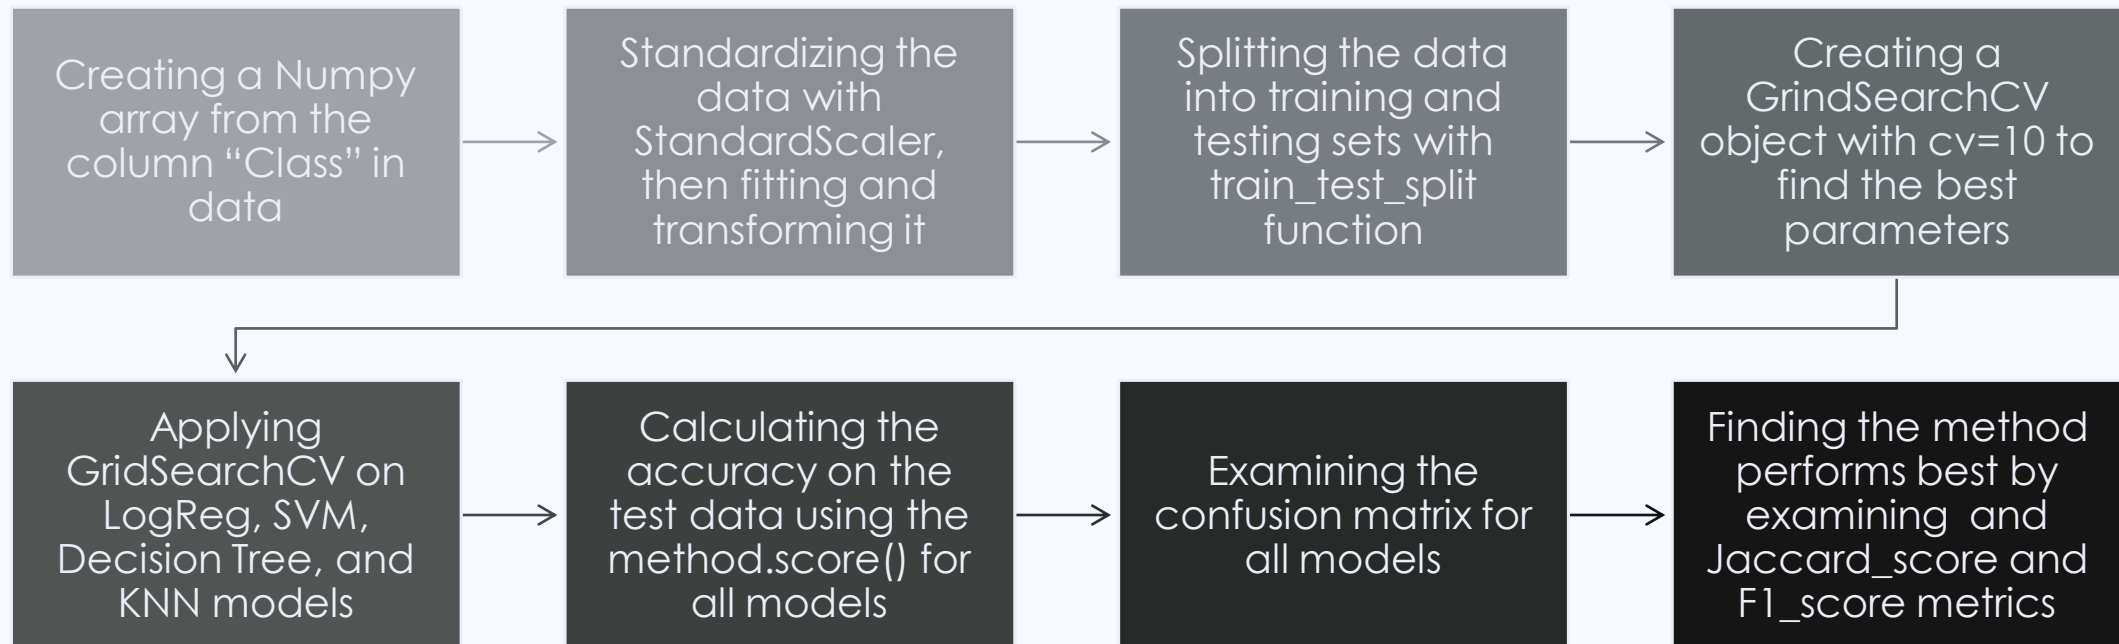 Creating a Numpy
array from the
column “Class” in
data
Standardizing the
data with
StandardScaler,
then fitting and
transforming it
Splitting the data
into training and
testing sets with
train_test_split
function
Creating a
GrindSearchCV
object with cv=10 to
find the best
parameters
Applying
GridSearchCV on
LogReg, SVM,
Decision Tree, and
KNN models
Calculating the
accuracy on the
test data using the
method.score() for
all models
Examining the
confusion matrix for
all models
Finding the method
performs best by
examining  and
Jaccard_score and
F1_score metrics